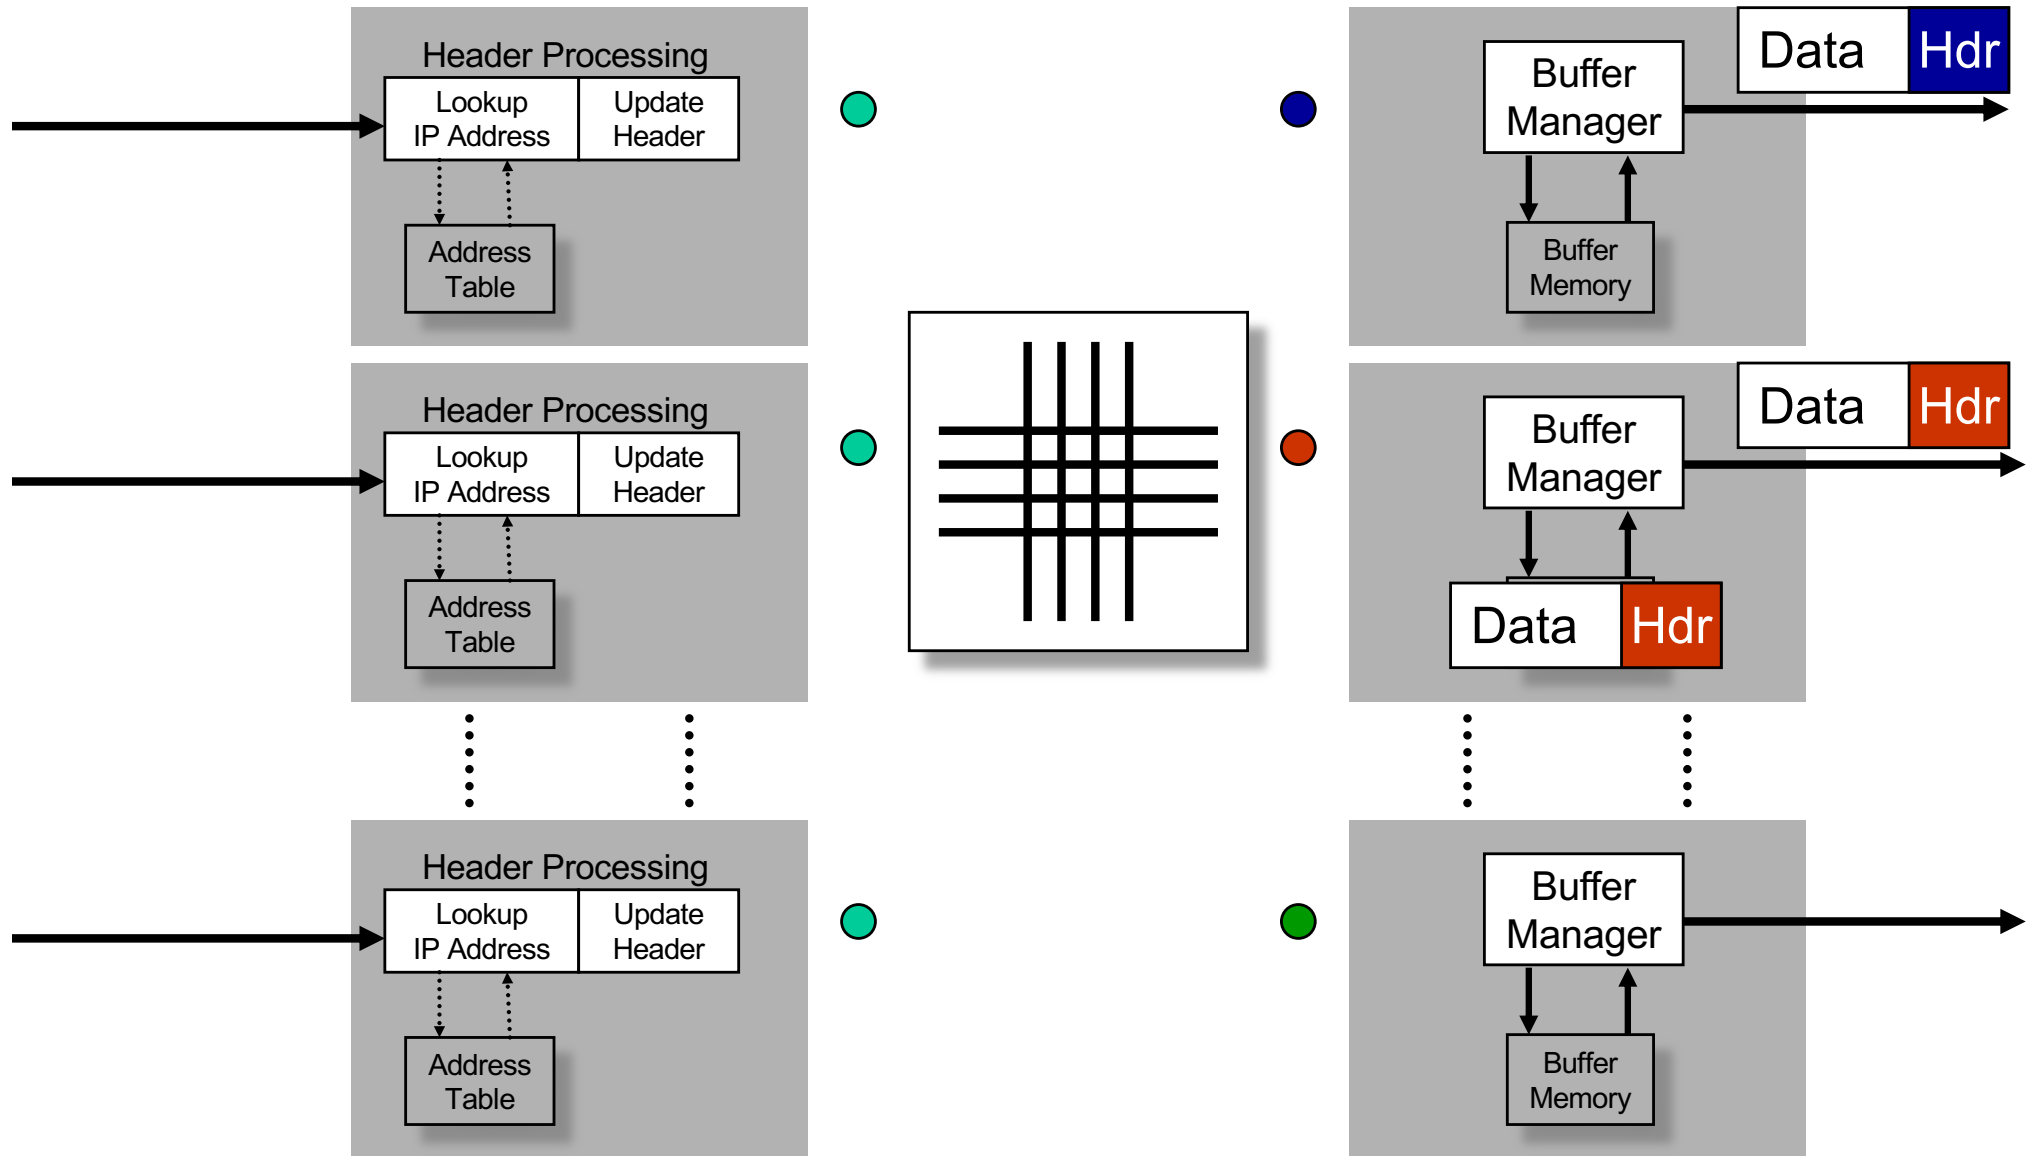 Header Processing
Lookup
IP Address
Update
Header
Address
Table
Buffer
Manager
Buffer
Memory
Data Hdr
Header Processing
Lookup
IP Address
Update
Header
Address
Table
Buffer
Manager
Data Hdr
Data Hdr
Header Processing
Lookup
IP Address
Update
Header
Address
Table
Buffer
Manager
Buffer
Memory